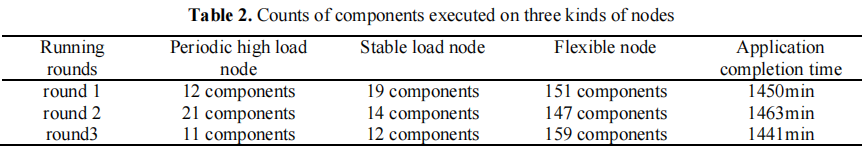 Table 2. Counts of components executed on three kinds of nodes
Running rounds Periodic high load node Stable load node Flexible node Application completion time
round 1 12 components 19 components 151 components 1450min
round 2 21 components 14 components 147 components 1463min
round3 11 components 12 components 159 components 1441min